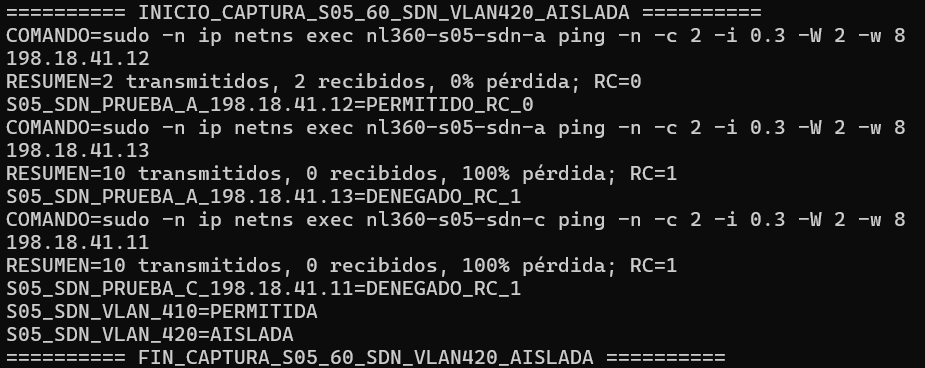 ========== INICIO_CAPTURA_S05_60_SDN_VLAN420_AISLADA ==========
COMANDO=sudo -n ip netns exec nl360-s05-sdn-a ping -n -c 2 -i 0.3 -W 2 -w 8
198.18.41.12
RESUMEN=2 transmitidos, 2 recibidos, 0% pérdida; RC=0
S05_SDN_PRUEBA_A_198.18.41.12=PERMITIDO_RC_0
COMANDO=sudo -n ip netns exec nl360-s05-sdn-a ping -n -c 2 -i 0.3 -W 2 -w 8
198.18.41.13
RESUMEN=10 transmitidos, 0 recibidos, 100% pérdida; RC=1
S05_SDN_PRUEBA_A_198.18.41.13=DENEGADO_RC_1
COMANDO=sudo -n ip netns exec nl360-s05-sdn-c ping -n -c 2 -i 0.3 -W 2 -w 8
198.18.41.11
RESUMEN=10 transmitidos, 0 recibidos, 100% pérdida; RC=1
S05_SDN_PRUEBA_C_198.18.41.11=DENEGADO_RC_1
S05_SDN_VLAN_410=PERMITIDA
S05_SDN_VLAN_420=AISLADA
========== FIN_CAPTURA_S05_60_SDN_VLAN420_AISLADA ==========